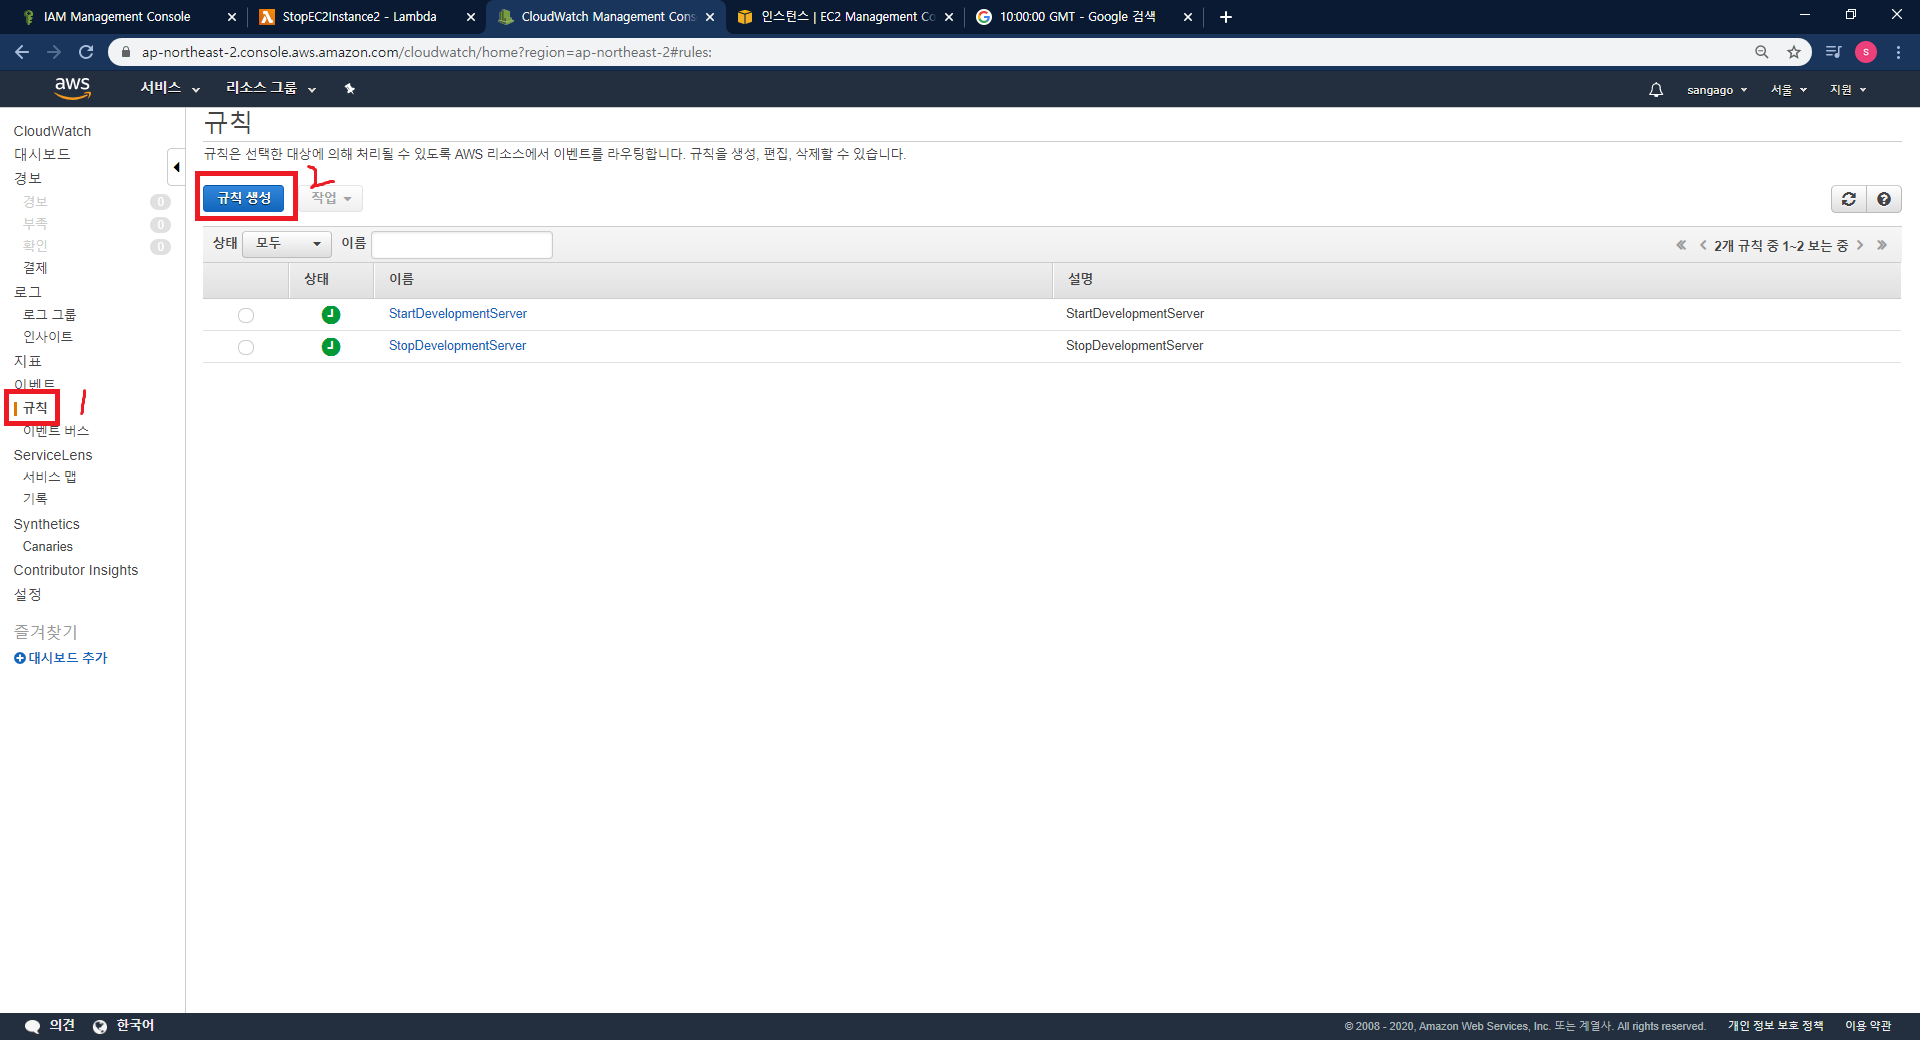 IAM Management Console
StopEC2Instance2 - Lambda
CloudWatch Management Cons
인스턴스 | EC2 Management Co
10:00:00 GMT - Google 검색
ap-northeast-2.console.aws.amazon.com/cloudwatch/home?region=ap-northeast-2#rules:
s
aws
서비스
리소스 그룹
sangago
서울
지원
CloudWatch
대시보드
경보
경보 0
부족 0
확인 0
결제
로그
로그 그룹
인사이트
지표
이벤트
규칙
1
이벤트 버스
ServiceLens
서비스 맵
기록
Synthetics
Canaries
Contributor Insights
설정
즐겨찾기
대시보드 추가
규칙
규칙은 선택한 대상에 의해 처리될 수 있도록 AWS 리소스에서 이벤트를 라우팅합니다. 규칙을 생성, 편집, 삭제할 수 있습니다.
2
규칙 생성
작업
상태 모두 이름
2개 규칙 중 1~2 보는 중
상태 이름 설명
StartDevelopmentServer StartDevelopmentServer
StopDevelopmentServer StopDevelopmentServer
의견
한국어
© 2008 - 2020, Amazon Web Services, Inc. 또는 계열사. All rights reserved.
개인 정보 보호 정책
이용 약관